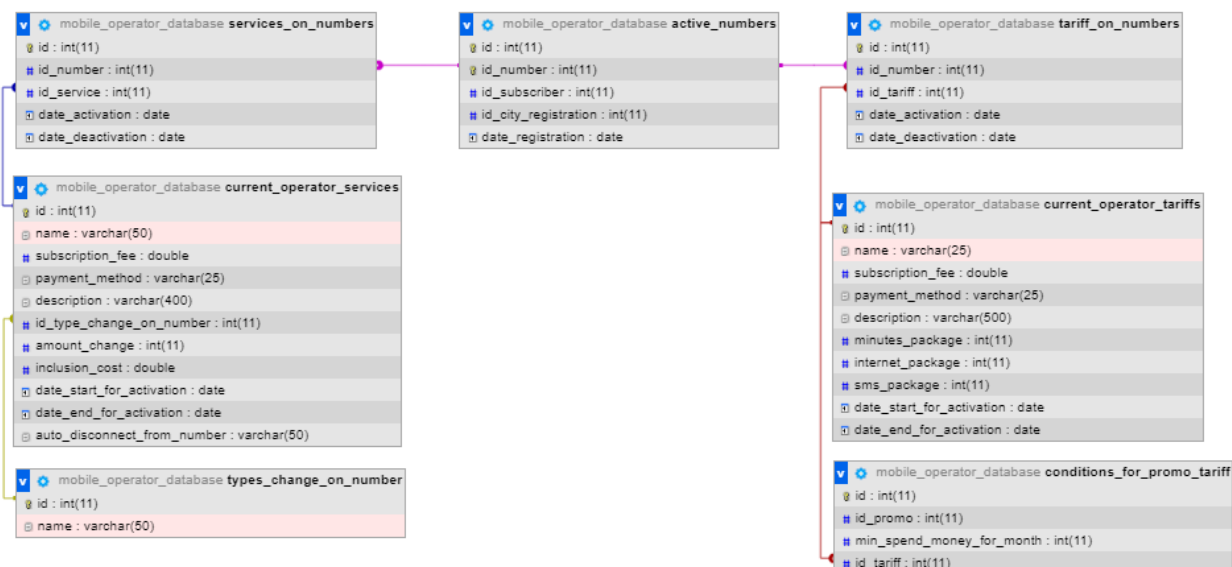 mobile_operator_database services_on_numbers
id : int(11)
id_number : int(11)
id_service : int(11)
date_activation : date
date_deactivation : date
mobile_operator_database active_numbers
id : int(11)
id_number : int(11)
id_subscriber : int(11)
id_city_registration : int(11)
date_registration : date
mobile_operator_database tariff_on_numbers
id : int(11)
id_number : int(11)
id_tariff : int(11)
date_activation : date
date_deactivation : date
mobile_operator_database current_operator_services
id : int(11)
name : varchar(50)
subscription_fee : double
payment_method : varchar(25)
description : varchar(400)
id_type_change_on_number : int(11)
amount_change : int(11)
inclusion_cost : double
date_start_for_activation : date
date_end_for_activation : date
auto_disconnect_from_number : varchar(50)
mobile_operator_database current_operator_tariffs
id : int(11)
name : varchar(25)
subscription_fee : double
payment_method : varchar(25)
description : varchar(500)
minutes_package : int(11)
internet_package : int(11)
sms_package : int(11)
date_start_for_activation : date
date_end_for_activation : date
mobile_operator_database types_change_on_number
id : int(11)
name : varchar(50)
mobile_operator_database conditions_for_promo_tariff
id : int(11)
id_promo : int(11)
min_spend_money_for_month : int(11)
id_tariff : int(11)